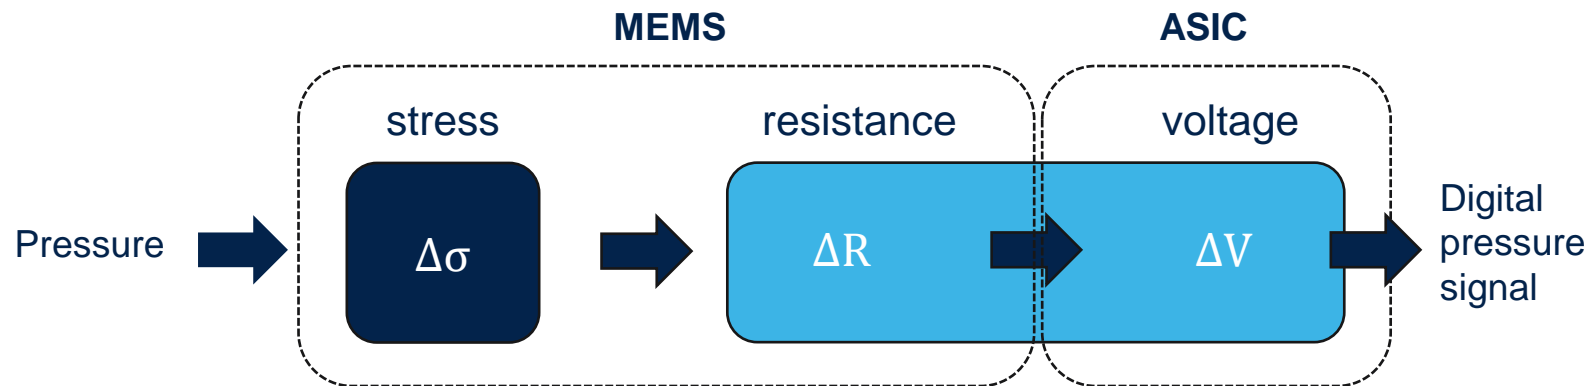 MEMS
ASIC
stress
resistance
voltage
Pressure
Δσ
ΔR
ΔV
Digital
pressure
signal